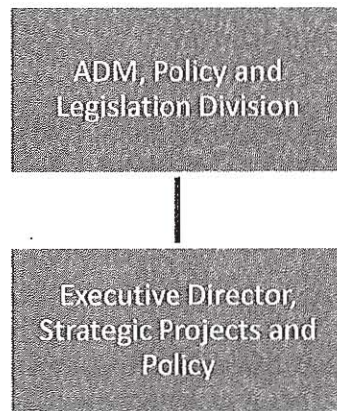 ADM, Policy and
Legislation Division
Executive Director,
Strategic Projects and
Policy